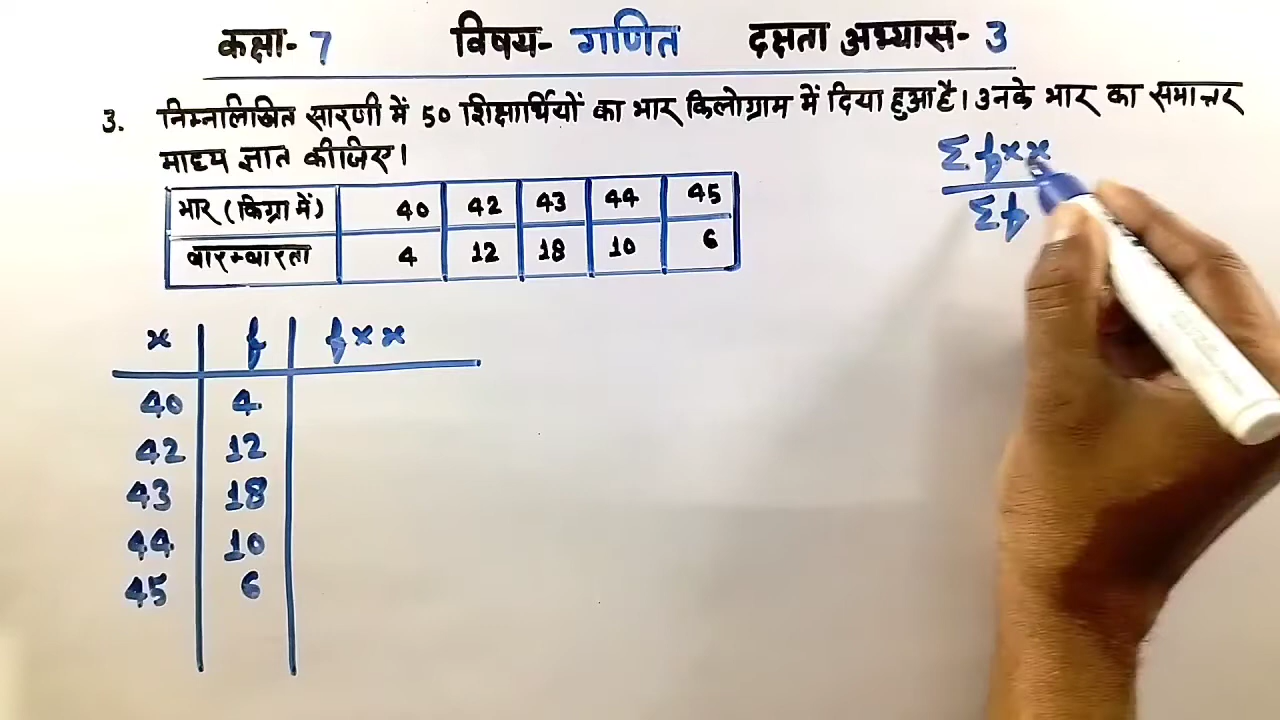 कक्षा- 7 विषय- गणित दक्षता अभ्यास- 3
3. निम्नलिखित सारणी में 50 शिक्षार्थियों का भार किलोग्राम में दिया हुआ है। उनके भार का समान्तर
माध्य ज्ञात कीजिए।
Σ f×x
Σf
भार (किग्रा में) 40 42 43 44 45
बारम्बारता 4 12 18 10 6
x f f×x
40 4
42 12
43 18
44 10
45 6